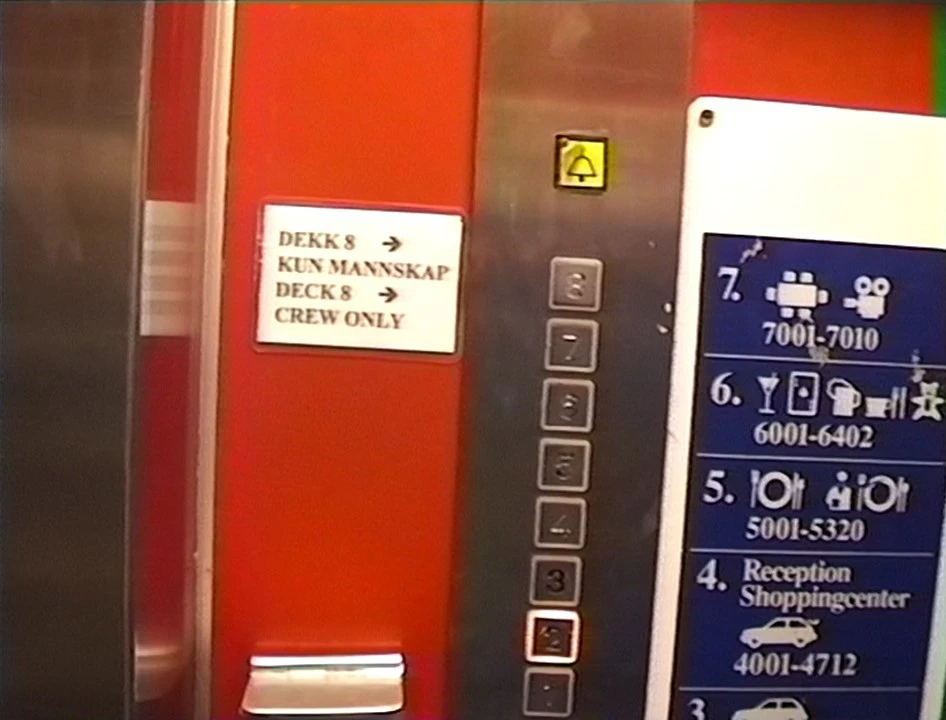 DEKK 8 →
KUN MANNSKAP
DECK 8 →
CREW ONLY
8
7
6
5
4
3
2
1
7.
7001-7010
6.
6001-6402
5.
5001-5320
4. Reception
Shoppingcenter
4001-4712
3